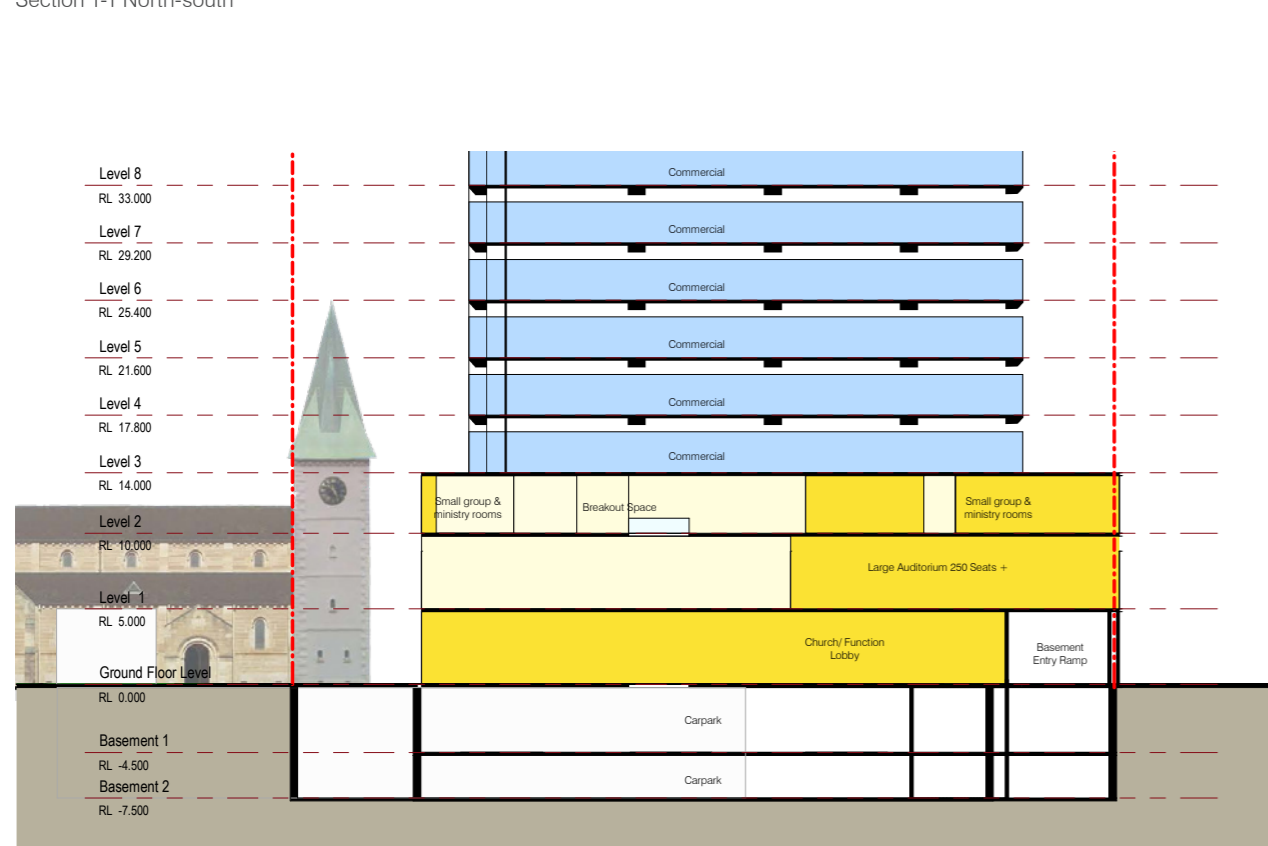 Section 1-1 North-south
Level 8
RL 33.000
Commercial
Level 7
RL 29.200
Commercial
Level 6
RL 25.400
Commercial
Level 5
RL 21.600
Commercial
Level 4
RL 17.800
Commercial
Level 3
RL 14.000
Commercial
Small group &
ministry rooms
Breakout Space
Small group &
ministry rooms
Level 2
RL 10.000
Large Auditorium 250 Seats +
Level 1
RL 5.000
Church/ Function
Lobby
Basement
Entry Ramp
Ground Floor Level
RL 0.000
Carpark
Basement 1
RL -4.500
Carpark
Basement 2
RL -7.500